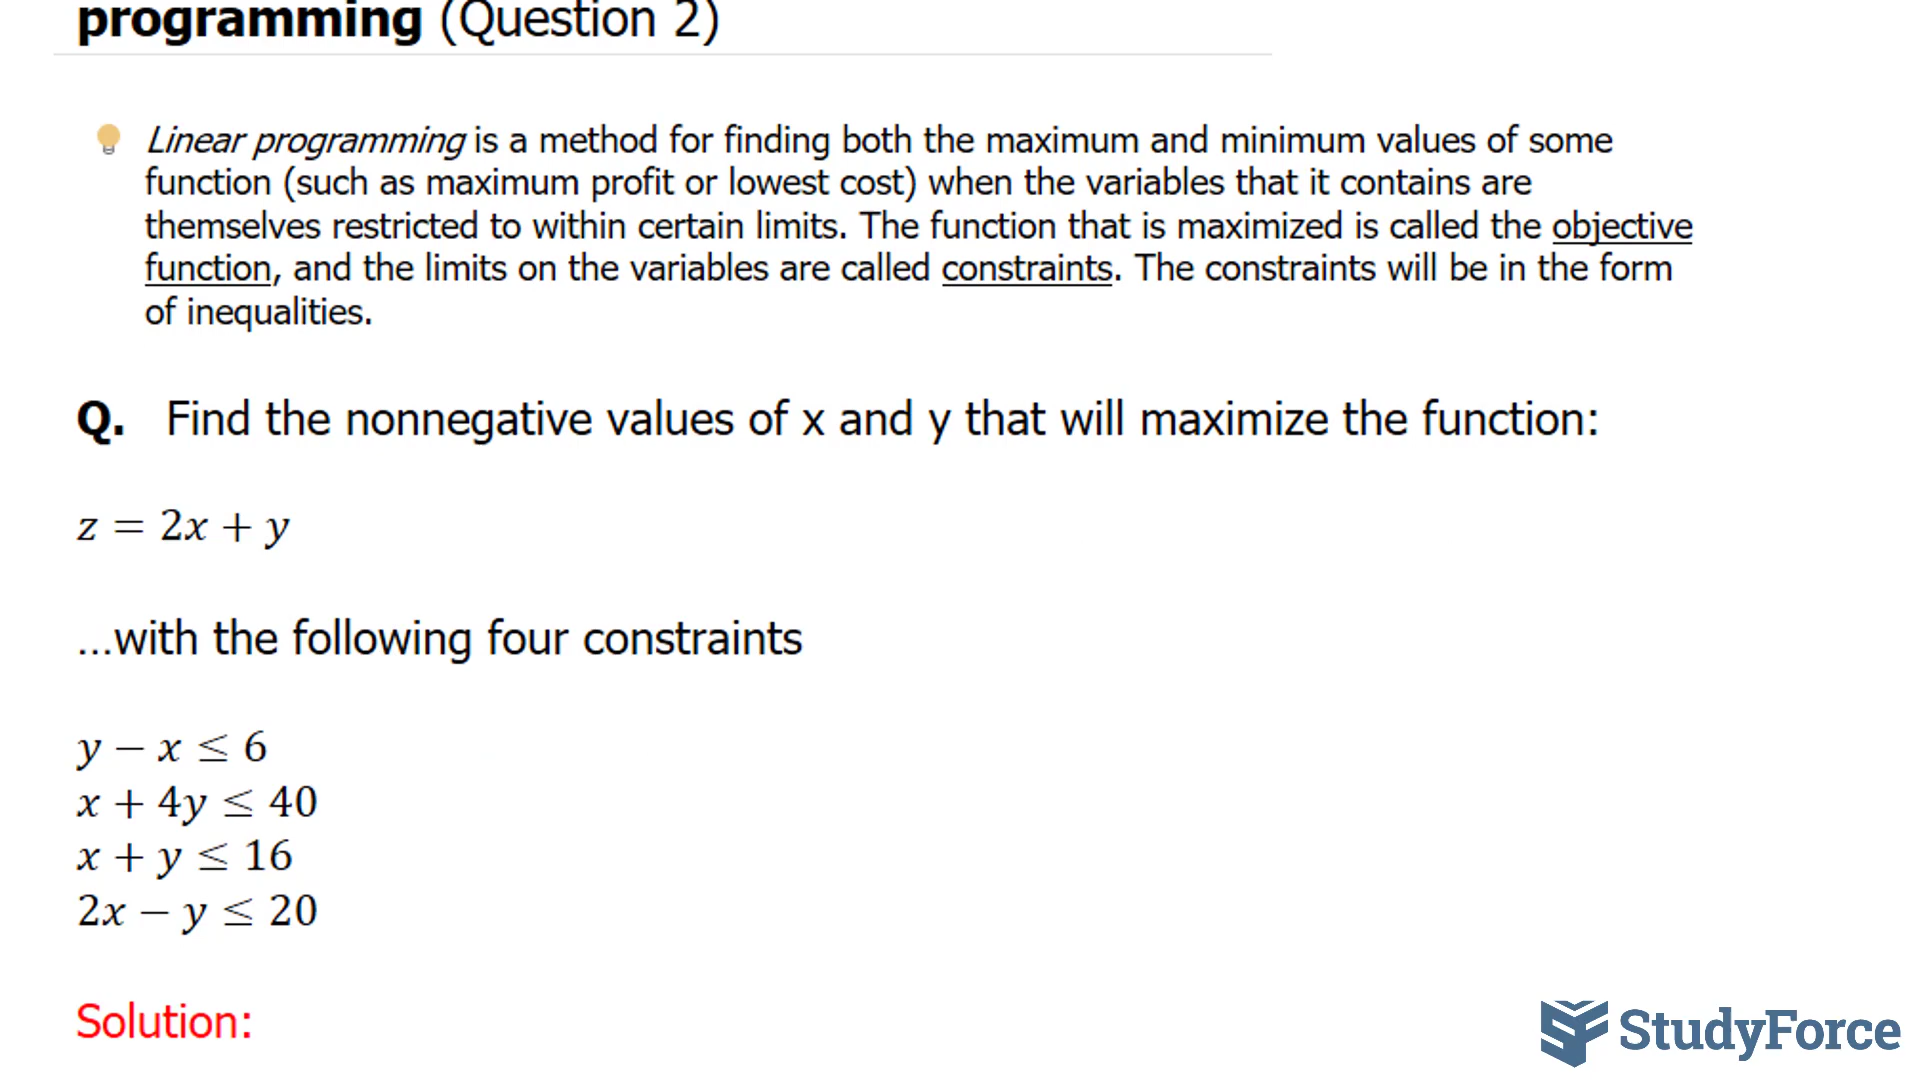 programming (Question 2)
Linear programming is a method for finding both the maximum and minimum values of some
function (such as maximum profit or lowest cost) when the variables that it contains are
themselves restricted to within certain limits. The function that is maximized is called the objective
function, and the limits on the variables are called constraints. The constraints will be in the form
of inequalities.
Q. Find the nonnegative values of x and y that will maximize the function:
z = 2x + y
...with the following four constraints
y − x ≤ 6
x + 4y ≤ 40
x + y ≤ 16
2x − y ≤ 20
Solution:
StudyForce